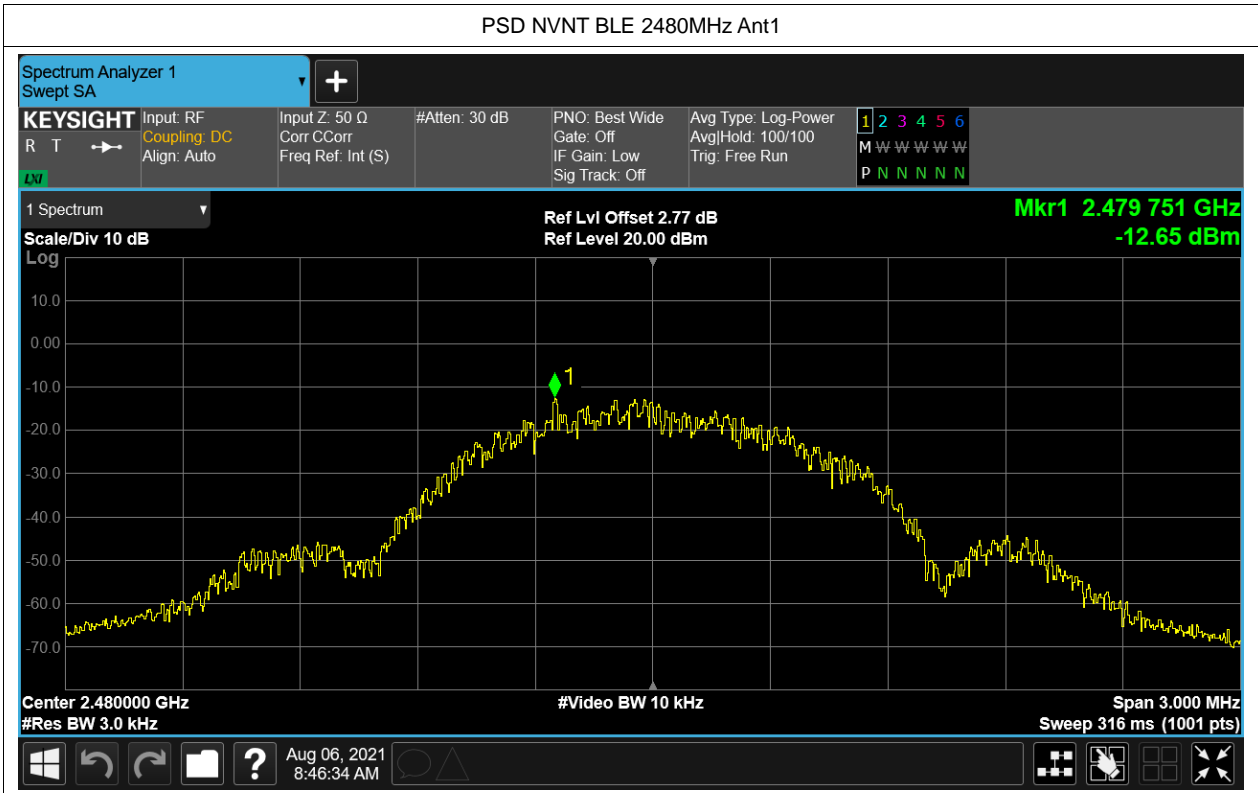 PSD NVNT BLE 2480MHz Ant1
Spectrum Analyzer 1
Swept SA
KEYSIGHT
R T
LXI
Input: RF
Coupling: DC
Align: Auto
Input Z: 50 Ω
Corr CCorr
Freq Ref: Int (S)
#Atten: 30 dB
PNO: Best Wide
Gate: Off
IF Gain: Low
Sig Track: Off
Avg Type: Log-Power
Avg|Hold: 100/100
Trig: Free Run
1 2 3 4 5 6
M W W W W W
P N N N N N
1 Spectrum
Scale/Div 10 dB
Log
Ref Lvl Offset 2.77 dB
Ref Level 20.00 dBm
Mkr1 2.479 751 GHz
-12.65 dBm
10.0
0.00
-10.0
-20.0
-30.0
-40.0
-50.0
-60.0
-70.0
1
Center 2.480000 GHz
#Res BW 3.0 kHz
#Video BW 10 kHz
Span 3.000 MHz
Sweep 316 ms (1001 pts)
?
Aug 06, 2021
8:46:34 AM